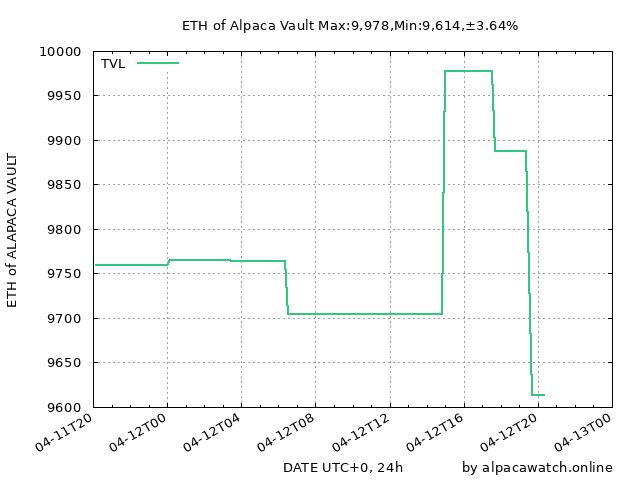 ETH of Alpaca Vault Max:9,978,Min:9,614,±3.64%
TVL
10000
9950
9900
9850
9800
9750
9700
9650
9600
ETH of ALAPACA VAULT
04-11T20
04-12T00
04-12T04
04-12T08
04-12T12
04-12T16
04-12T20
04-13T00
DATE UTC+0, 24h
by alpacawatch.online